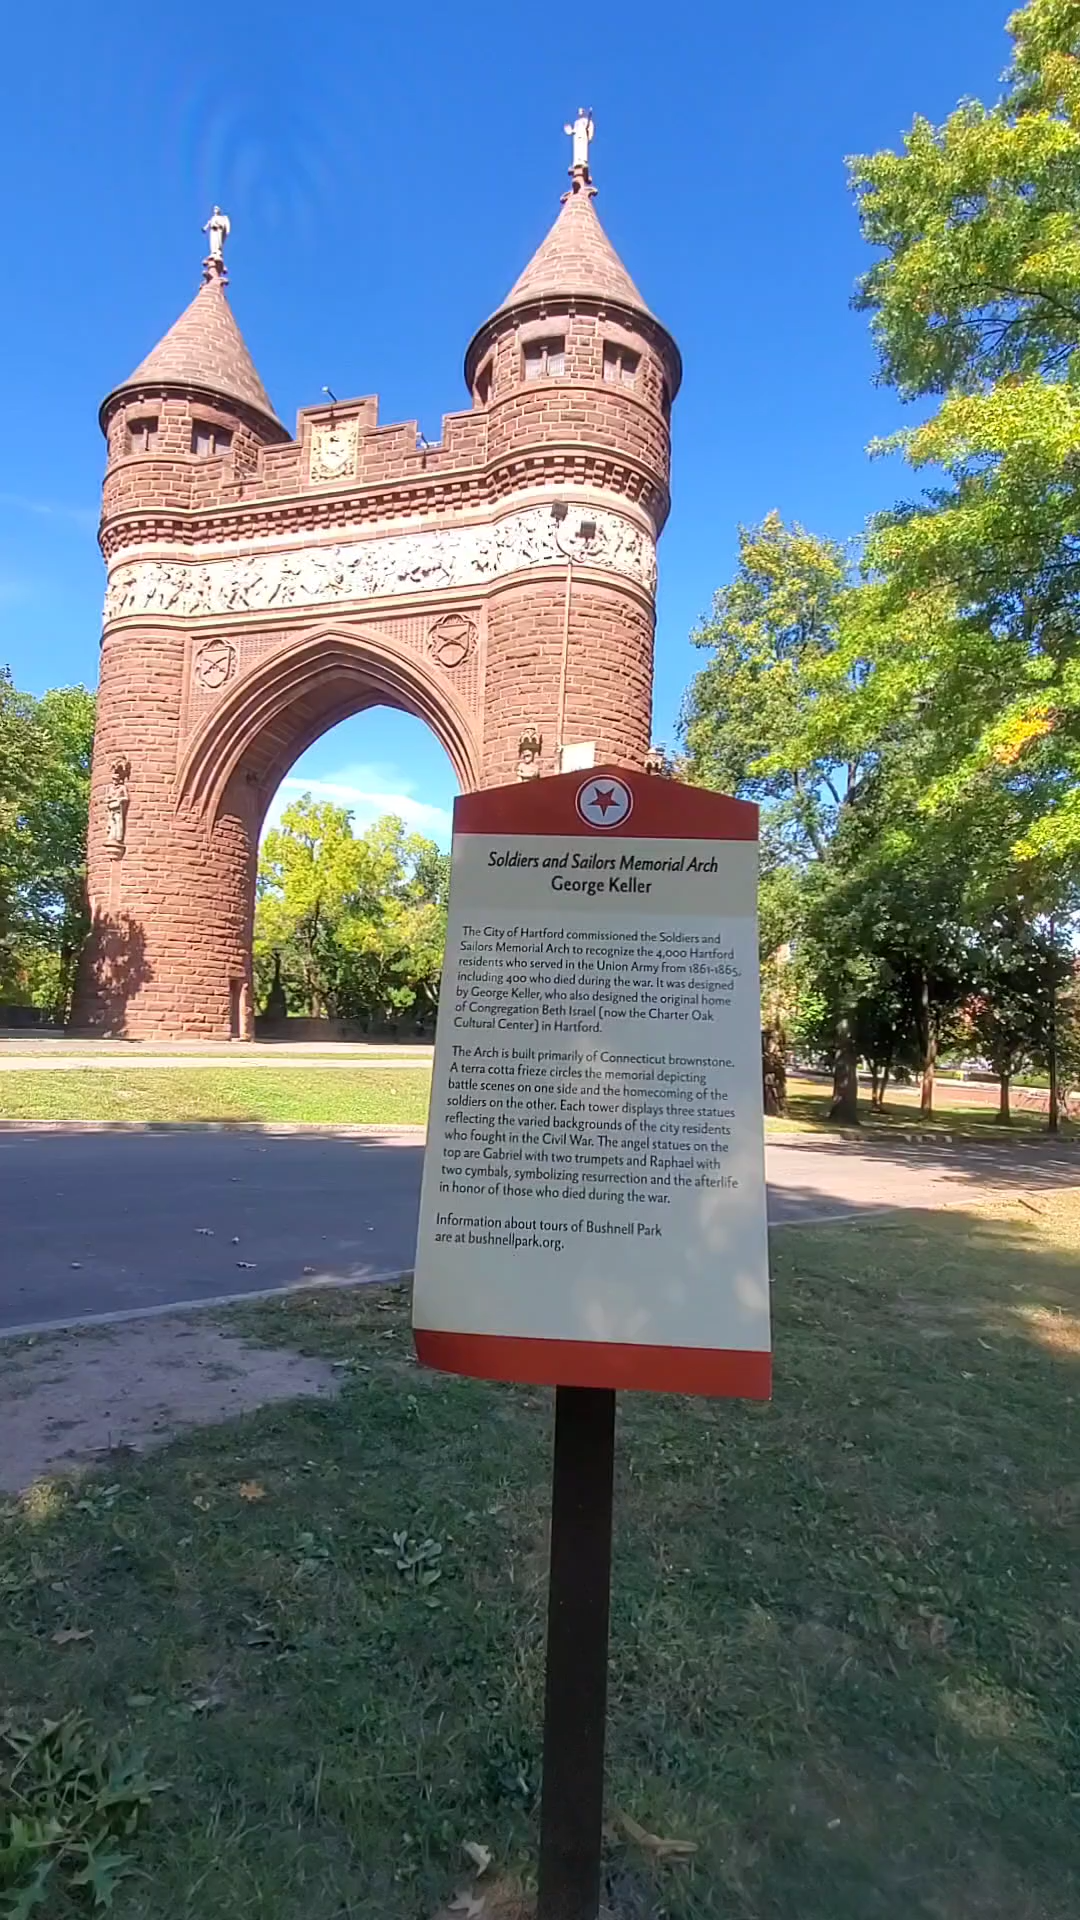 Soldiers and Sailors Memorial Arch
George Keller
The City of Hartford commissioned the Soldiers and
Sailors Memorial Arch to recognize the 4,000 Hartford
residents who served in the Union Army from 1861-1865,
including 400 who died during the war. It was designed
by George Keller, who also designed the original home
of Congregation Beth Israel (now the Charter Oak
Cultural Center) in Hartford.
The Arch is built primarily of Connecticut brownstone.
A terra cotta frieze circles the memorial depicting
battle scenes on one side and the homecoming of the
soldiers on the other. Each tower displays three statues
reflecting the varied backgrounds of the city residents
who fought in the Civil War. The angel statues on the
top are Gabriel with two trumpets and Raphael with
two cymbals, symbolizing resurrection and the afterlife
in honor of those who died during the war.
Information about tours of Bushnell Park
are at bushnellpark.org.